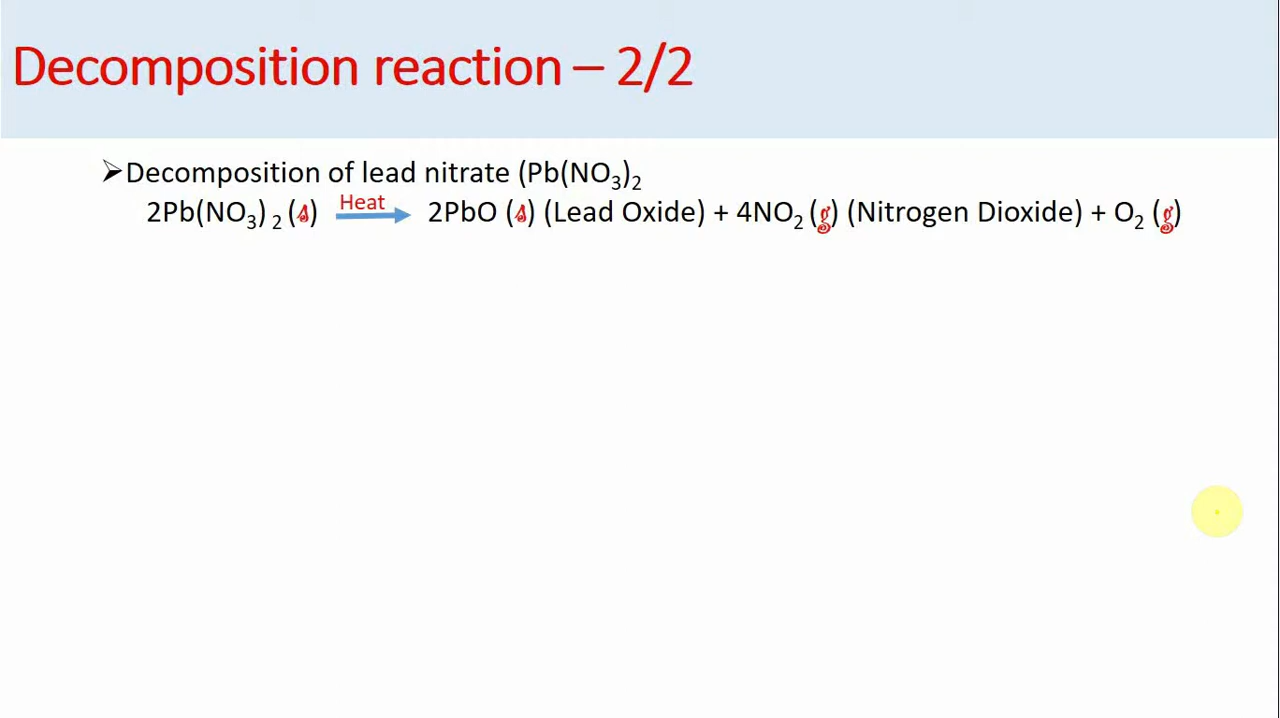 Decomposition reaction – 2/2
➢Decomposition of lead nitrate (Pb(NO₃)₂
2Pb(NO₃) ₂ (s) Heat 2PbO (s) (Lead Oxide) + 4NO₂ (g) (Nitrogen Dioxide) + O₂ (g)